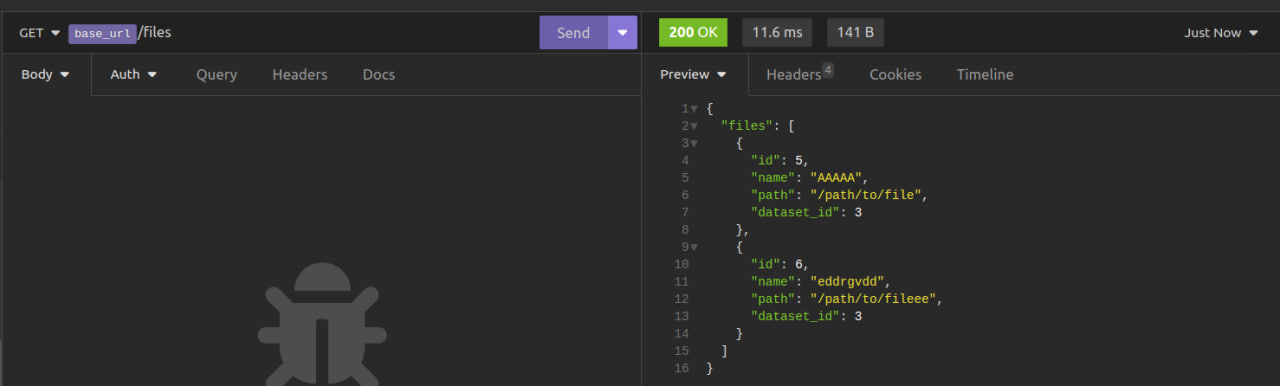 GET base_url/files Send 200 OK 11.6 ms 141 B Just Now
Body Auth Query Headers Docs Preview Headers 4 Cookies Timeline
1 {
2 "files": [
3 {
4 "id": 5,
5 "name": "AAAAA",
6 "path": "/path/to/file",
7 "dataset_id": 3
8 },
9 {
10 "id": 6,
11 "name": "eddrgvdd",
12 "path": "/path/to/fileee",
13 "dataset_id": 3
14 }
15 ]
16 }